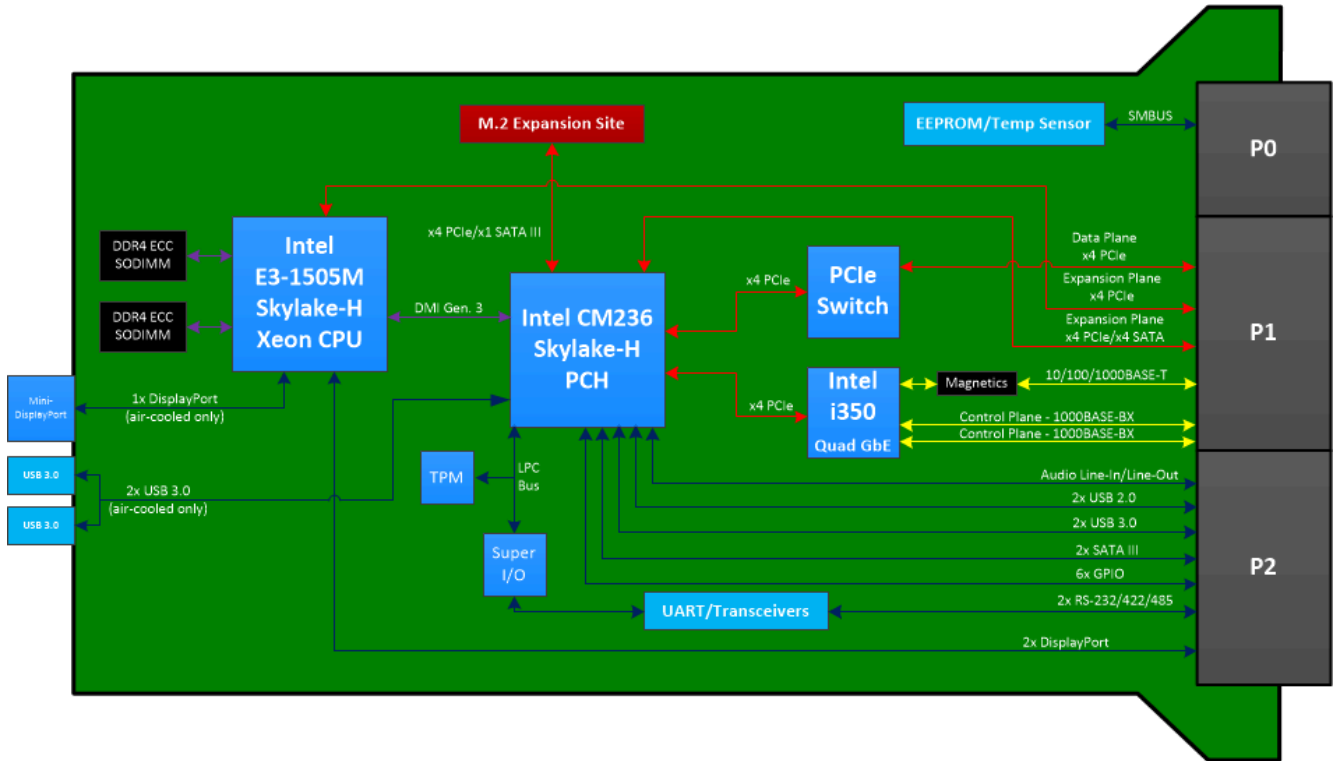 M.2 Expansion Site
EEPROM/Temp Sensor
SMBUS
P0
DDR4 ECC
SODIMM
DDR4 ECC
SODIMM
Intel
E3-1505M
Skylake-H
Xeon CPU
x4 PCIe/x1 SATA III
DMI Gen. 3
Intel CM236
Skylake-H
PCH
x4 PCIe
PCIe
Switch
Data Plane
x4 PCIe
Expansion Plane
x4 PCIe
Expansion Plane
x4 PCIe/x4 SATA
P1
x4 PCIe
Intel
i350
Quad GbE
Magnetics
10/100/1000BASE-T
Control Plane - 1000BASE-BX
Control Plane - 1000BASE-BX
Mini-
DisplayPort
1x DisplayPort
(air-cooled only)
USB 3.0
USB 3.0
2x USB 3.0
(air-cooled only)
TPM
LPC
Bus
Super
I/O
UART/Transceivers
Audio Line-In/Line-Out
2x USB 2.0
2x USB 3.0
2x SATA III
6x GPIO
2x RS-232/422/485
2x DisplayPort
P2